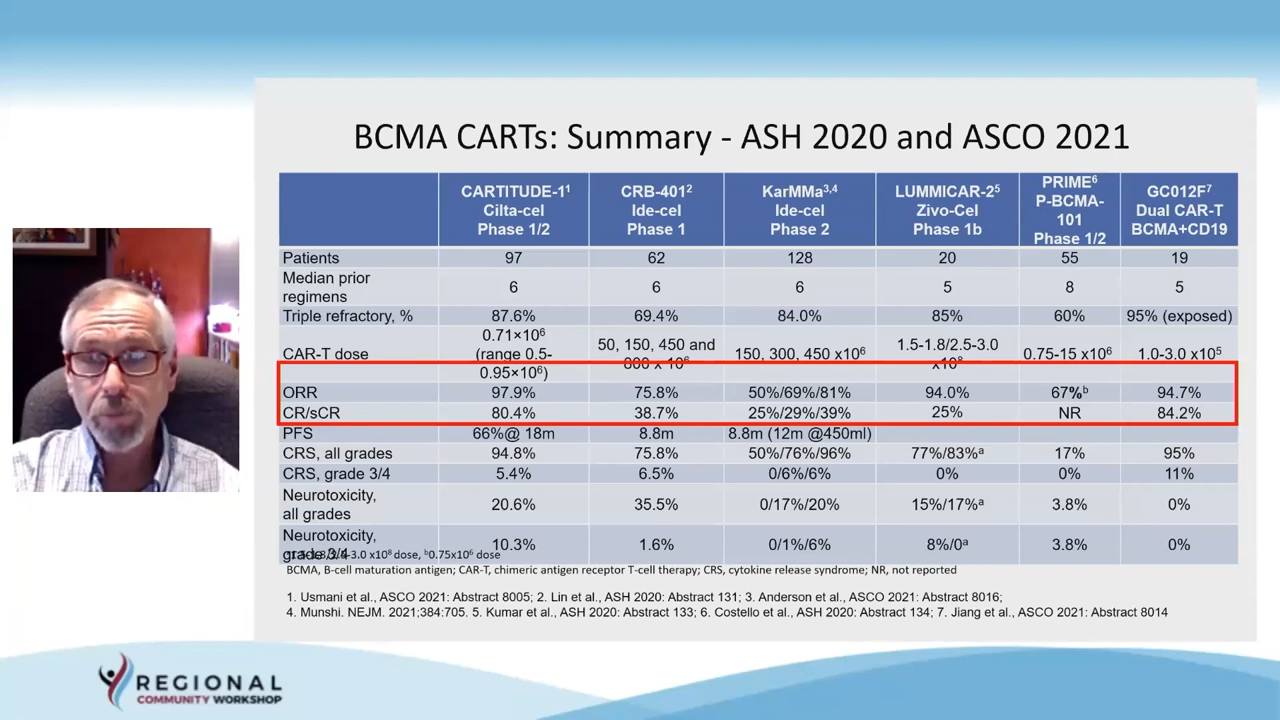 BCMA CARTs: Summary - ASH 2020 and ASCO 2021
CARTITUDE-1¹ Cilta-cel Phase 1/2
CRB-401² Ide-cel Phase 1
KarMMa³,⁴ Ide-cel Phase 2
LUMMICAR-2⁵ Zivo-Cel Phase 1b
PRIME⁶ P-BCMA-101 Phase 1/2
GC012F⁷ Dual CAR-T BCMA+CD19
Patients 97 62 128 20 55 19
Median prior regimens 6 6 6 5 8 5
Triple refractory, % 87.6% 69.4% 84.0% 85% 60% 95% (exposed)
CAR-T dose 0.71×10⁶ (range 0.5-0.95×10⁶) 50, 150, 450 and 800 x 10⁶ 150, 300, 450 x10⁶ 1.5-1.8/2.5-3.0 x10⁸ 0.75-15 x10⁶ 1.0-3.0 x10⁵
ORR 97.9% 75.8% 50%/69%/81% 94.0% 67%ᵇ 94.7%
CR/sCR 80.4% 38.7% 25%/29%/39% 25% NR 84.2%
PFS 66%@ 18m 8.8m 8.8m (12m @450ml)
CRS, all grades 94.8% 75.8% 50%/76%/96% 77%/83%ᵃ 17% 95%
CRS, grade 3/4 5.4% 6.5% 0/6%/6% 0% 0% 11%
Neurotoxicity, all grades 20.6% 35.5% 0/17%/20% 15%/17%ᵃ 3.8% 0%
Neurotoxicity, grade 3/4 10.3% 1.6% 0/1%/6% 8%/0ᵃ 3.8% 0%
-3.0 x10⁸ dose, ᵇ0.75x10⁶ dose
BCMA, B-cell maturation antigen; CAR-T, chimeric antigen receptor T-cell therapy; CRS, cytokine release syndrome; NR, not reported
1. Usmani et al., ASCO 2021: Abstract 8005; 2. Lin et al., ASH 2020: Abstract 131; 3. Anderson et al., ASCO 2021: Abstract 8016;
4. Munshi. NEJM. 2021;384:705. 5. Kumar et al., ASH 2020: Abstract 133; 6. Costello et al., ASH 2020: Abstract 134; 7. Jiang et al., ASCO 2021: Abstract 8014
REGIONAL
COMMUNITY WORKSHOP